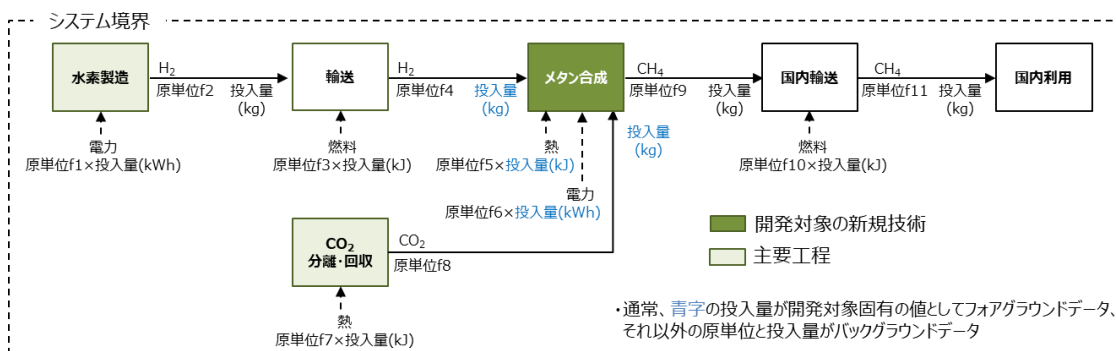 システム境界
水素製造
H₂
原単位f2
投入量
(kg)
電力
原単位f1×投入量(kWh)
輸送
H₂
原単位f4
投入量
(kg)
燃料
原単位f3×投入量(kJ)
メタン合成
CH₄
原単位f9
投入量
(kg)
投入量
(kg)
熱
原単位f5×投入量(kJ)
電力
原単位f6×投入量(kWh)
国内輸送
CH₄
原単位f11
投入量
(kg)
燃料
原単位f10×投入量(kJ)
国内利用
CO₂
分離・回収
CO₂
原単位f8
熱
原単位f7×投入量(kJ)
開発対象の新規技術
主要工程
・通常、青字の投入量が開発対象固有の値としてフォアグラウンドデータ、
それ以外の原単位と投入量がバックグラウンドデータ